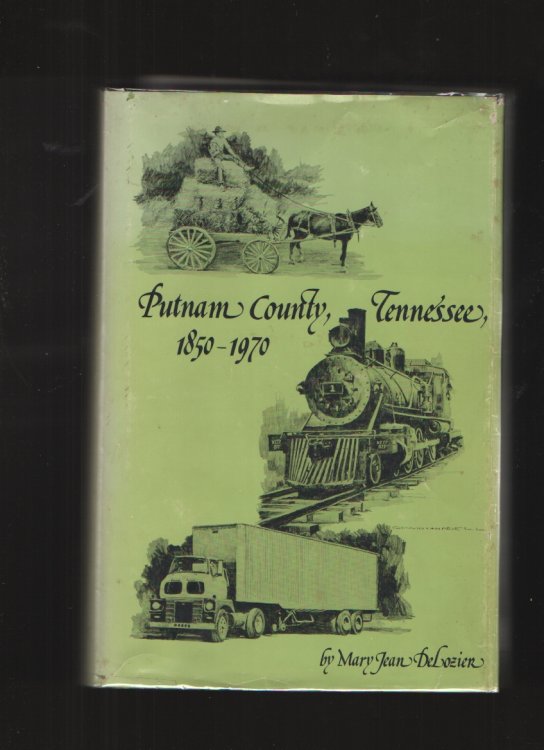 Putnam County, Tennessee,
1850-1970
by Mary Jean DeLozier